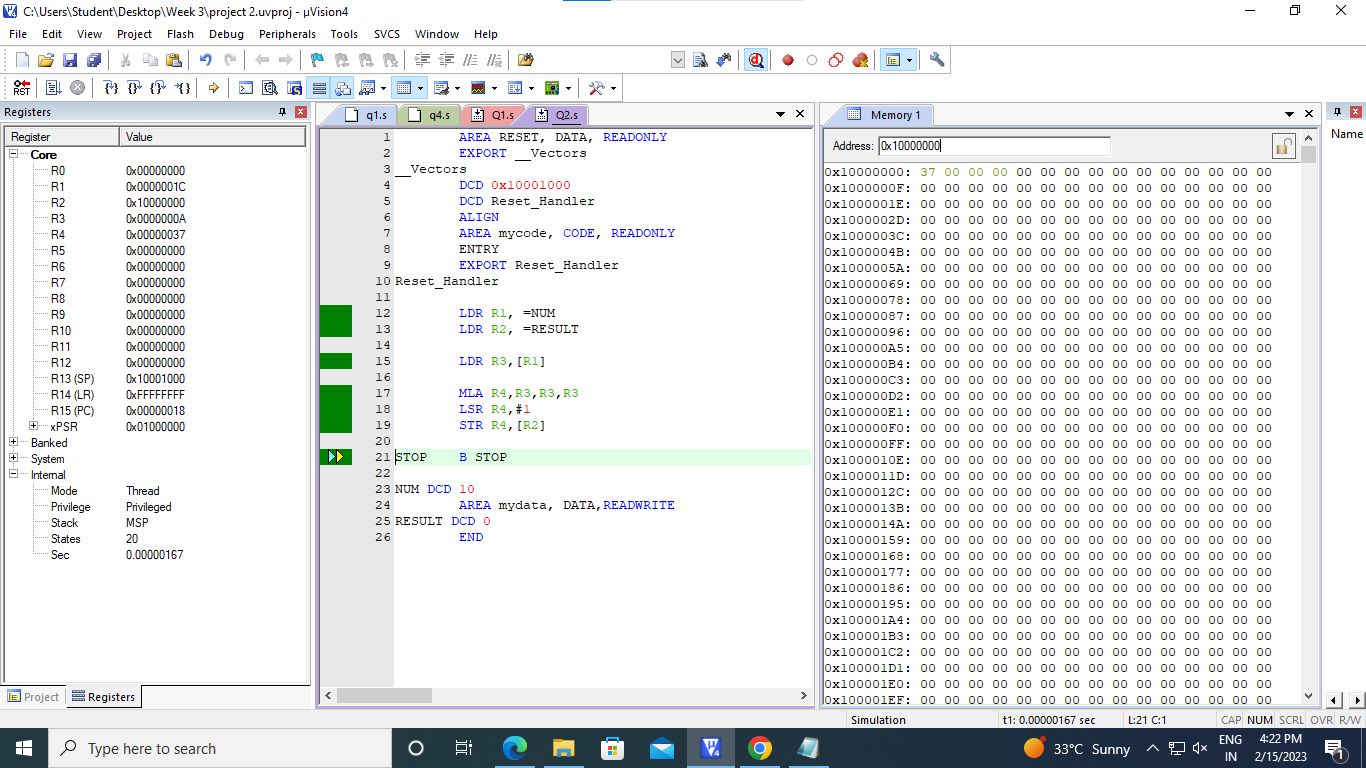 C:\Users\Student\Desktop\Week 3\project 2.uvproj - µVision4
File Edit View Project Flash Debug Peripherals Tools SVCS Window Help
RST
Registers
Register Value
Core
R0 0x00000000
R1 0x0000001C
R2 0x10000000
R3 0x0000000A
R4 0x00000037
R5 0x00000000
R6 0x00000000
R7 0x00000000
R8 0x00000000
R9 0x00000000
R10 0x00000000
R11 0x00000000
R12 0x00000000
R13 (SP) 0x10001000
R14 (LR) 0xFFFFFFFF
R15 (PC) 0x00000018
xPSR 0x01000000
Banked
System
Internal
Mode Thread
Privilege Privileged
Stack MSP
States 20
Sec 0.00000167
Project Registers
q1.s q4.s Q1.s Q2.s
1 AREA RESET, DATA, READONLY
2 EXPORT __Vectors
3 __Vectors
4 DCD 0x10001000
5 DCD Reset_Handler
6 ALIGN
7 AREA mycode, CODE, READONLY
8 ENTRY
9 EXPORT Reset_Handler
10 Reset_Handler
11
12 LDR R1, =NUM
13 LDR R2, =RESULT
14
15 LDR R3,[R1]
16
17 MLA R4,R3,R3,R3
18 LSR R4,#1
19 STR R4,[R2]
20
21 STOP B STOP
22
23 NUM DCD 10
24 AREA mydata, DATA,READWRITE
25 RESULT DCD 0
26 END
Memory 1
Address: 0x10000000
0x10000000: 37 00 00 00 00 00 00 00 00 00 00 00 00 00 00
0x1000000F: 00 00 00 00 00 00 00 00 00 00 00 00 00 00 00
0x1000001E: 00 00 00 00 00 00 00 00 00 00 00 00 00 00 00
0x1000002D: 00 00 00 00 00 00 00 00 00 00 00 00 00 00 00
0x1000003C: 00 00 00 00 00 00 00 00 00 00 00 00 00 00 00
0x1000004B: 00 00 00 00 00 00 00 00 00 00 00 00 00 00 00
0x1000005A: 00 00 00 00 00 00 00 00 00 00 00 00 00 00 00
0x10000069: 00 00 00 00 00 00 00 00 00 00 00 00 00 00 00
0x10000078: 00 00 00 00 00 00 00 00 00 00 00 00 00 00 00
0x10000087: 00 00 00 00 00 00 00 00 00 00 00 00 00 00 00
0x10000096: 00 00 00 00 00 00 00 00 00 00 00 00 00 00 00
0x100000A5: 00 00 00 00 00 00 00 00 00 00 00 00 00 00 00
0x100000B4: 00 00 00 00 00 00 00 00 00 00 00 00 00 00 00
0x100000C3: 00 00 00 00 00 00 00 00 00 00 00 00 00 00 00
0x100000D2: 00 00 00 00 00 00 00 00 00 00 00 00 00 00 00
0x100000E1: 00 00 00 00 00 00 00 00 00 00 00 00 00 00 00
0x100000F0: 00 00 00 00 00 00 00 00 00 00 00 00 00 00 00
0x100000FF: 00 00 00 00 00 00 00 00 00 00 00 00 00 00 00
0x1000010E: 00 00 00 00 00 00 00 00 00 00 00 00 00 00 00
0x1000011D: 00 00 00 00 00 00 00 00 00 00 00 00 00 00 00
0x1000012C: 00 00 00 00 00 00 00 00 00 00 00 00 00 00 00
0x1000013B: 00 00 00 00 00 00 00 00 00 00 00 00 00 00 00
0x1000014A: 00 00 00 00 00 00 00 00 00 00 00 00 00 00 00
0x10000159: 00 00 00 00 00 00 00 00 00 00 00 00 00 00 00
0x10000168: 00 00 00 00 00 00 00 00 00 00 00 00 00 00 00
0x10000177: 00 00 00 00 00 00 00 00 00 00 00 00 00 00 00
0x10000186: 00 00 00 00 00 00 00 00 00 00 00 00 00 00 00
0x10000195: 00 00 00 00 00 00 00 00 00 00 00 00 00 00 00
0x100001A4: 00 00 00 00 00 00 00 00 00 00 00 00 00 00 00
0x100001B3: 00 00 00 00 00 00 00 00 00 00 00 00 00 00 00
0x100001C2: 00 00 00 00 00 00 00 00 00 00 00 00 00 00 00
0x100001D1: 00 00 00 00 00 00 00 00 00 00 00 00 00 00 00
0x100001E0: 00 00 00 00 00 00 00 00 00 00 00 00 00 00 00
0x100001EF: 00 00 00 00 00 00 00 00 00 00 00 00 00 00 00
Name
Simulation t1: 0.00000167 sec L:21 C:1 CAP NUM SCRL OVR R/W
Type here to search
33°C Sunny
ENG
IN
4:22 PM
2/15/2023
1